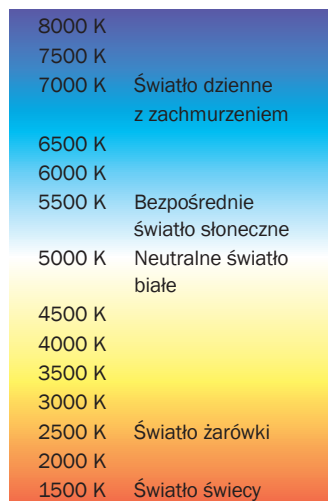 8000 K
7500 K
7000 K Światło dzienne
z zachmurzeniem
6500 K
6000 K
5500 K Bezpośrednie
światło słoneczne
5000 K Neutralne światło
białe
4500 K
4000 K
3500 K
3000 K
2500 K Światło żarówki
2000 K
1500 K Światło świecy